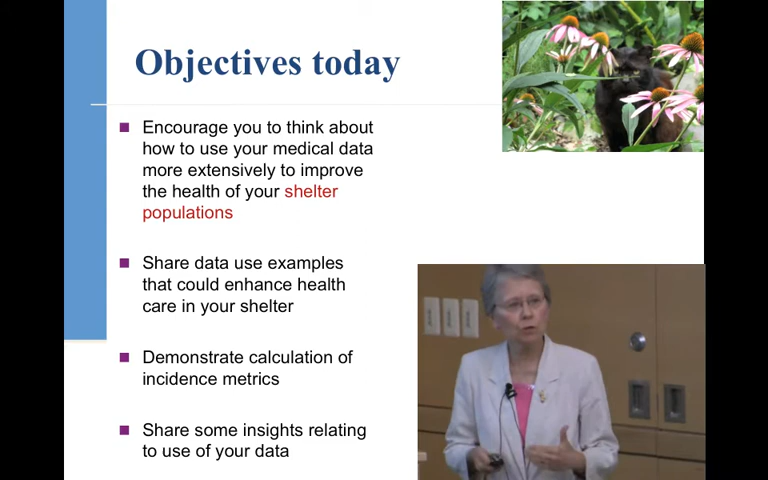 Objectives today
Encourage you to think about
how to use your medical data
more extensively to improve
the health of your shelter
populations
Share data use examples
that could enhance health
care in your shelter
Demonstrate calculation of
incidence metrics
Share some insights relating
to use of your data